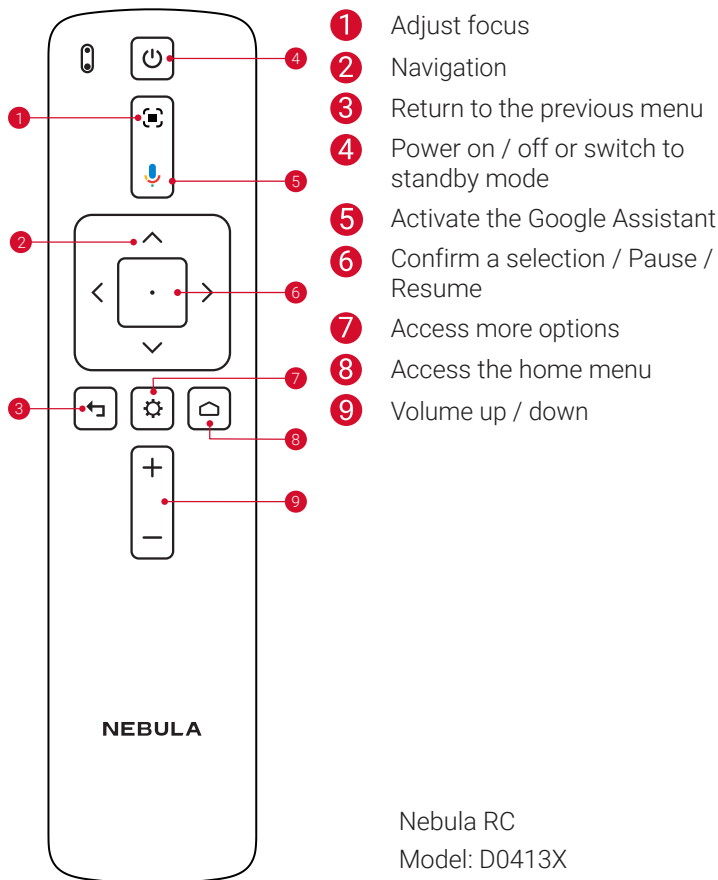 4
1
5
2
6
7
3
8
9
NEBULA
1 Adjust focus
2 Navigation
3 Return to the previous menu
4 Power on / off or switch to
standby mode
5 Activate the Google Assistant
6 Confirm a selection / Pause /
Resume
7 Access more options
8 Access the home menu
9 Volume up / down
Nebula RC
Model: D0413X